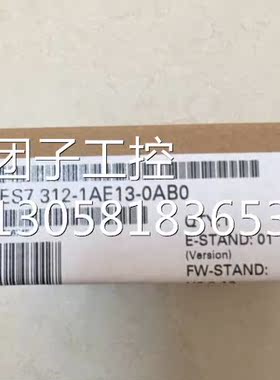 团子工控
ES7 312-1AE13-0AB0
13058183653
E-STAND: 01
(Version)
FW-STAND: